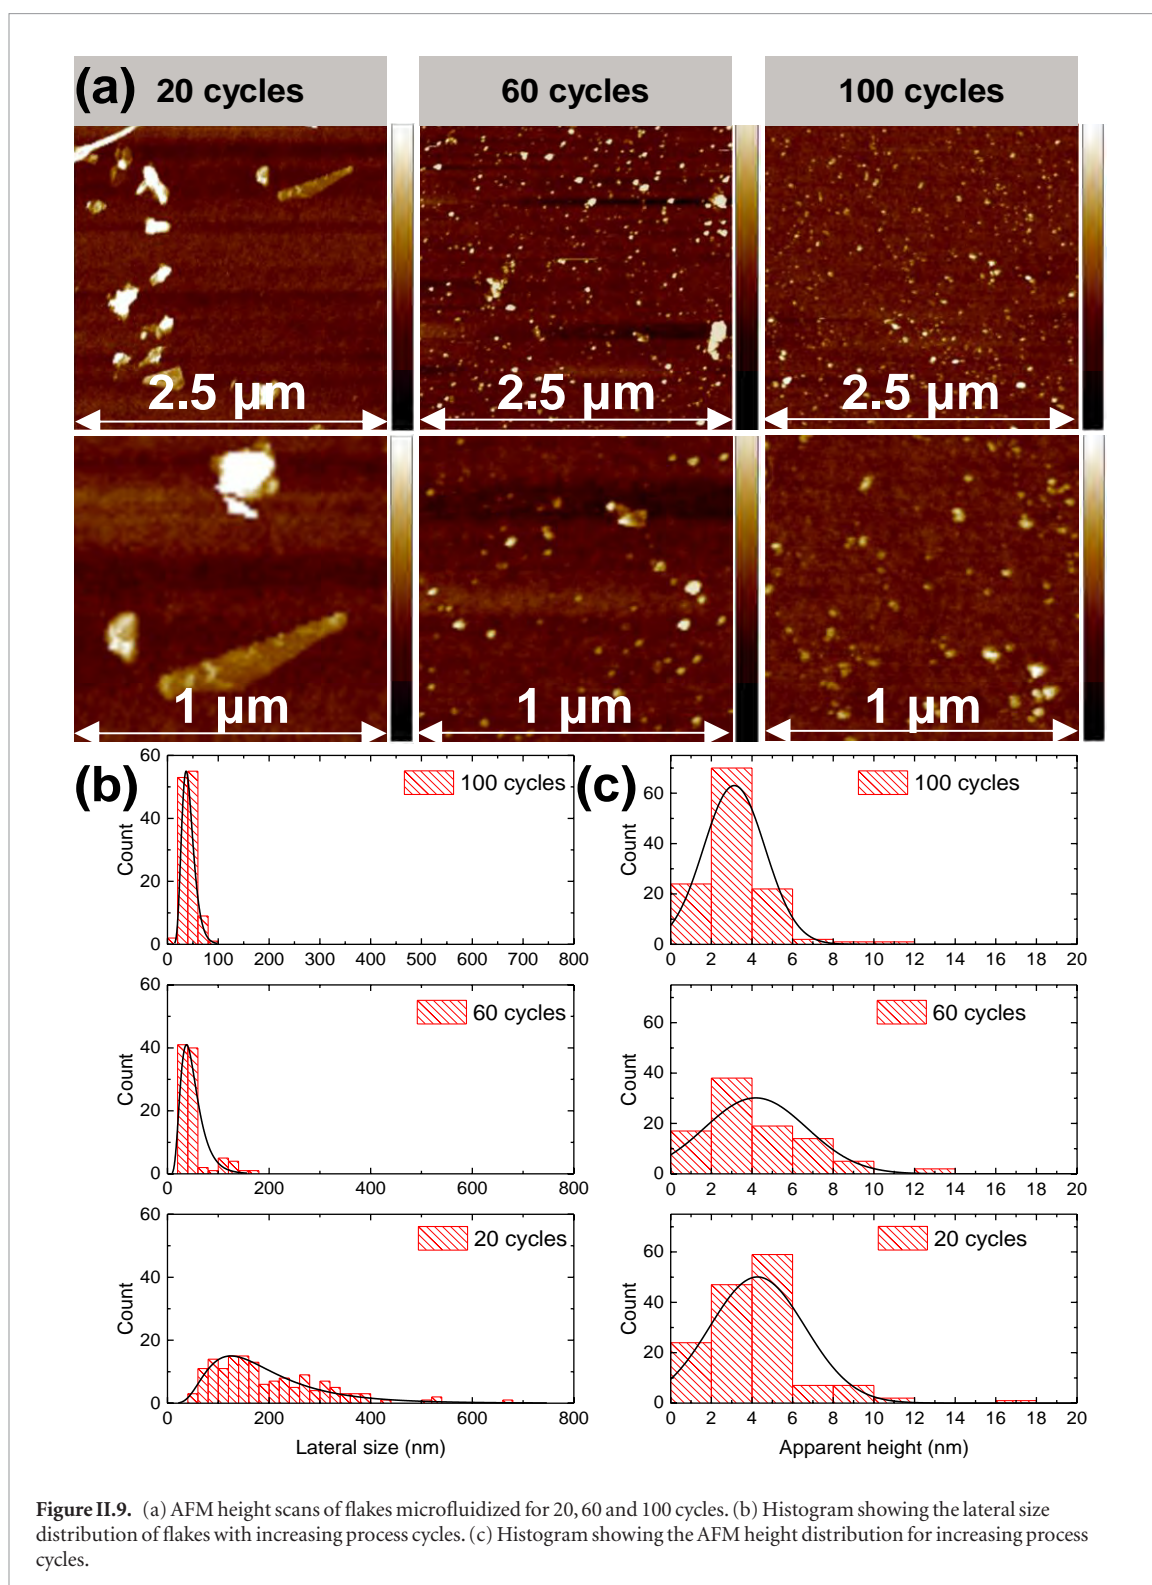 (a) 20 cycles 60 cycles 100 cycles
2.5 µm 2.5 µm 2.5 µm
1 µm 1 µm 1 µm
(b)
60
40
20
0
Count
100 cycles
0 100 200 300 350 400 500 600 700 800
(c)
60
40
20
0
Count
100 cycles
0 2 4 6 8 10 12 14 16 18 20
60
40
20
0
Count
60 cycles
0 200 400 600 800
60
40
20
0
Count
60 cycles
0 2 4 6 8 10 12 14 16 18 20
60
40
20
0
Count
20 cycles
0 200 400 600 800
Lateral size (nm)
60
40
20
0
Count
20 cycles
0 2 4 6 8 10 12 14 16 18 20
Apparent height (nm)
Figure II.9. (a) AFM height scans of flakes microfluidized for 20, 60 and 100 cycles. (b) Histogram showing the lateral size
distribution of flakes with increasing process cycles. (c) Histogram showing the AFM height distribution for increasing process
cycles.